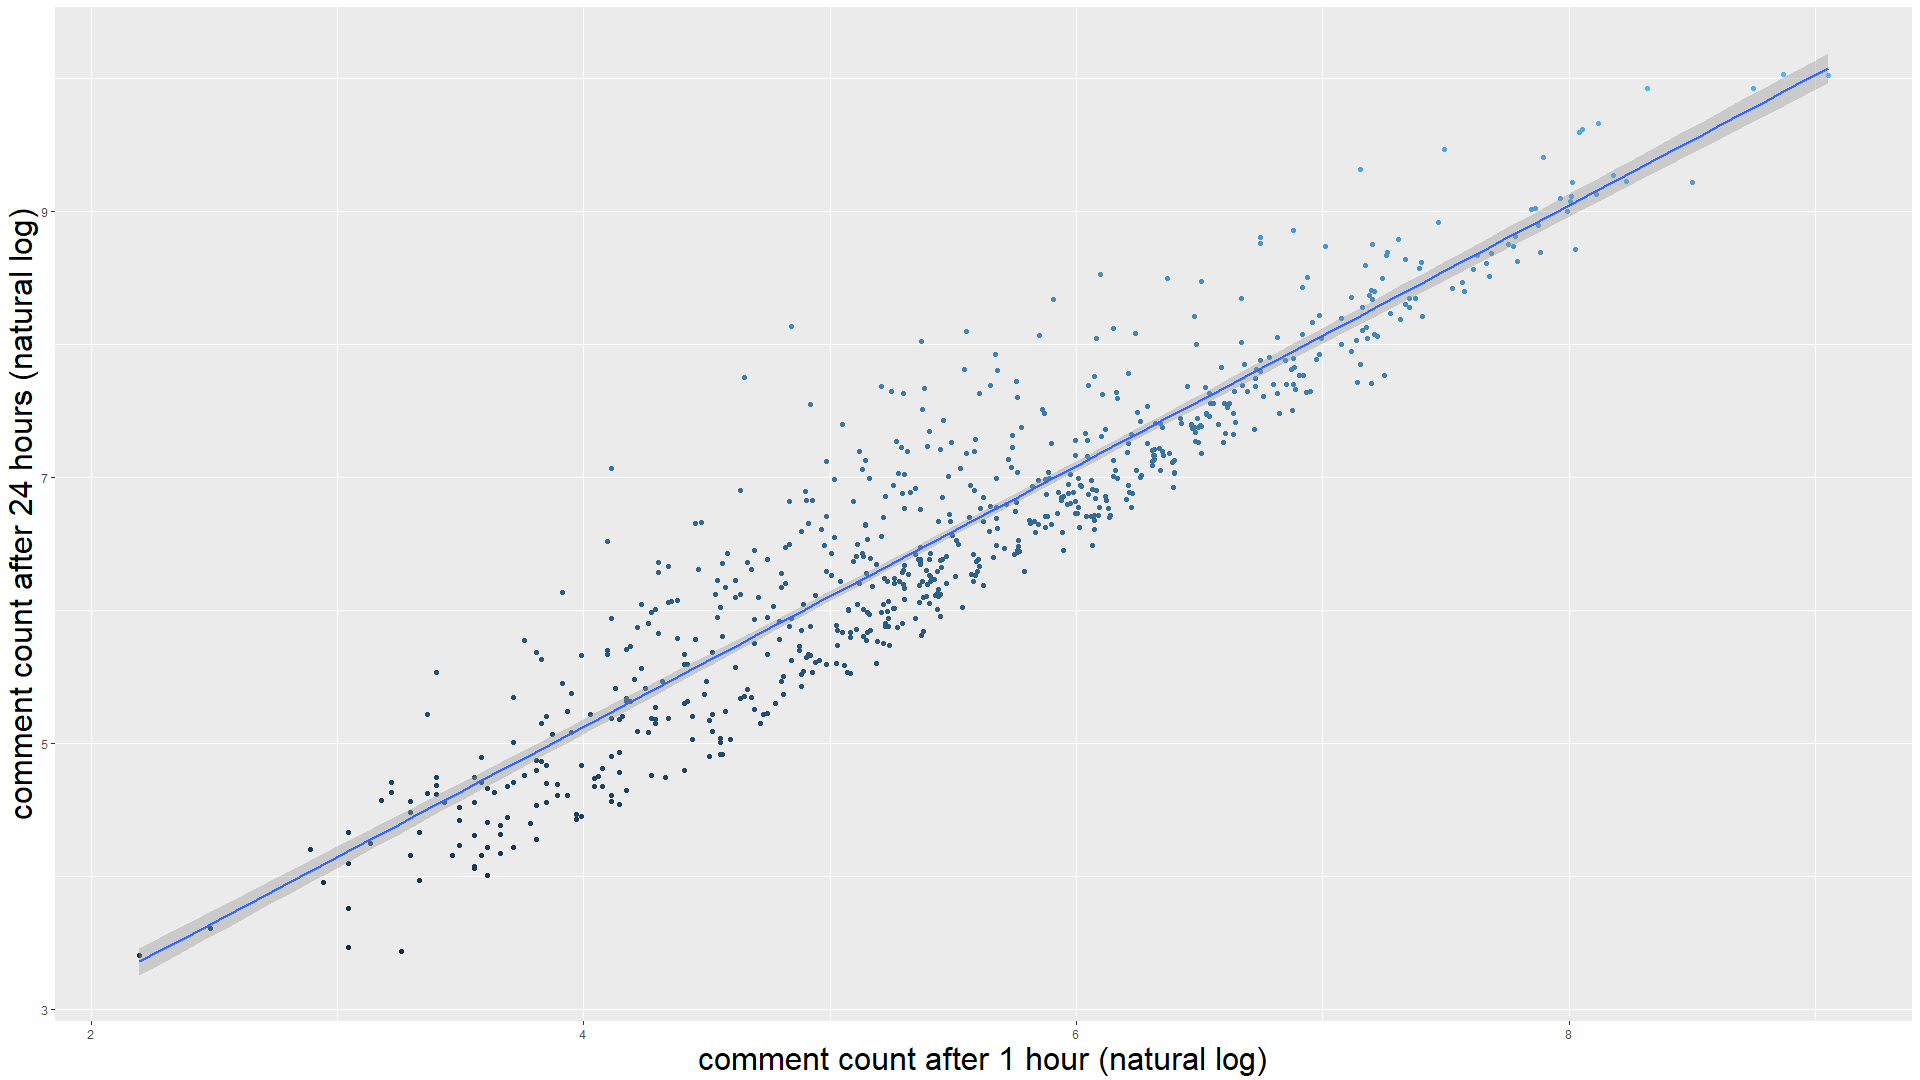 comment count after 24 hours (natural log)
9
7
5
3
2 4 6 8
comment count after 1 hour (natural log)